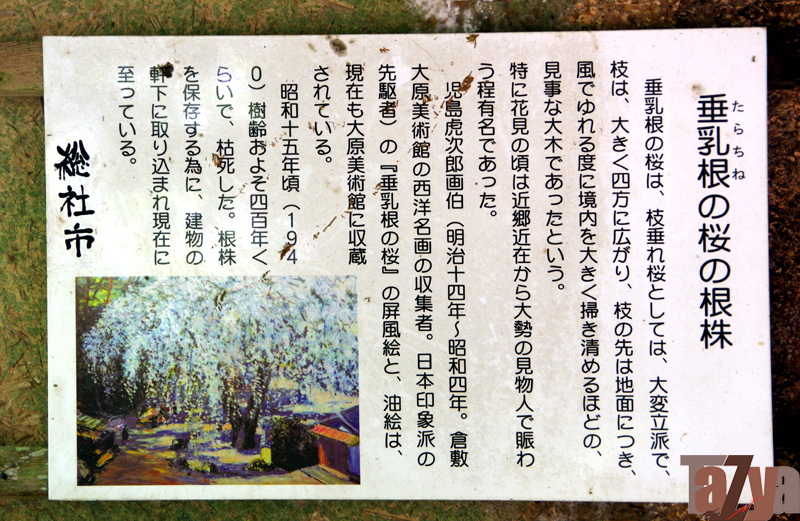 垂乳根の桜の根株
たらちね
垂乳根の桜は、枝垂れ桜としては、大変立派で、
枝は、大きく四方に広がり、枝の先は地面につき、
風でゆれる度に境内を大きく掃き清めるほどの、
見事な大木であったという。
特に花見の頃は近郷近在から大勢の見物人で賑わ
う程有名であった。
児島虎次郎画伯（明治十四年～昭和四年。倉敷
大原美術館の西洋名画の収集者。日本印象派の
先駆者）の『垂乳根の桜』の屏風絵と、油絵は、
現在も大原美術館に収蔵
されている。
昭和十五年頃（１９４
０）樹齢およそ四百年く
らいで、枯死した。根株
を保存する為に、建物の
軒下に取り込まれ現在に
至っている。
総社市
Ta7ya